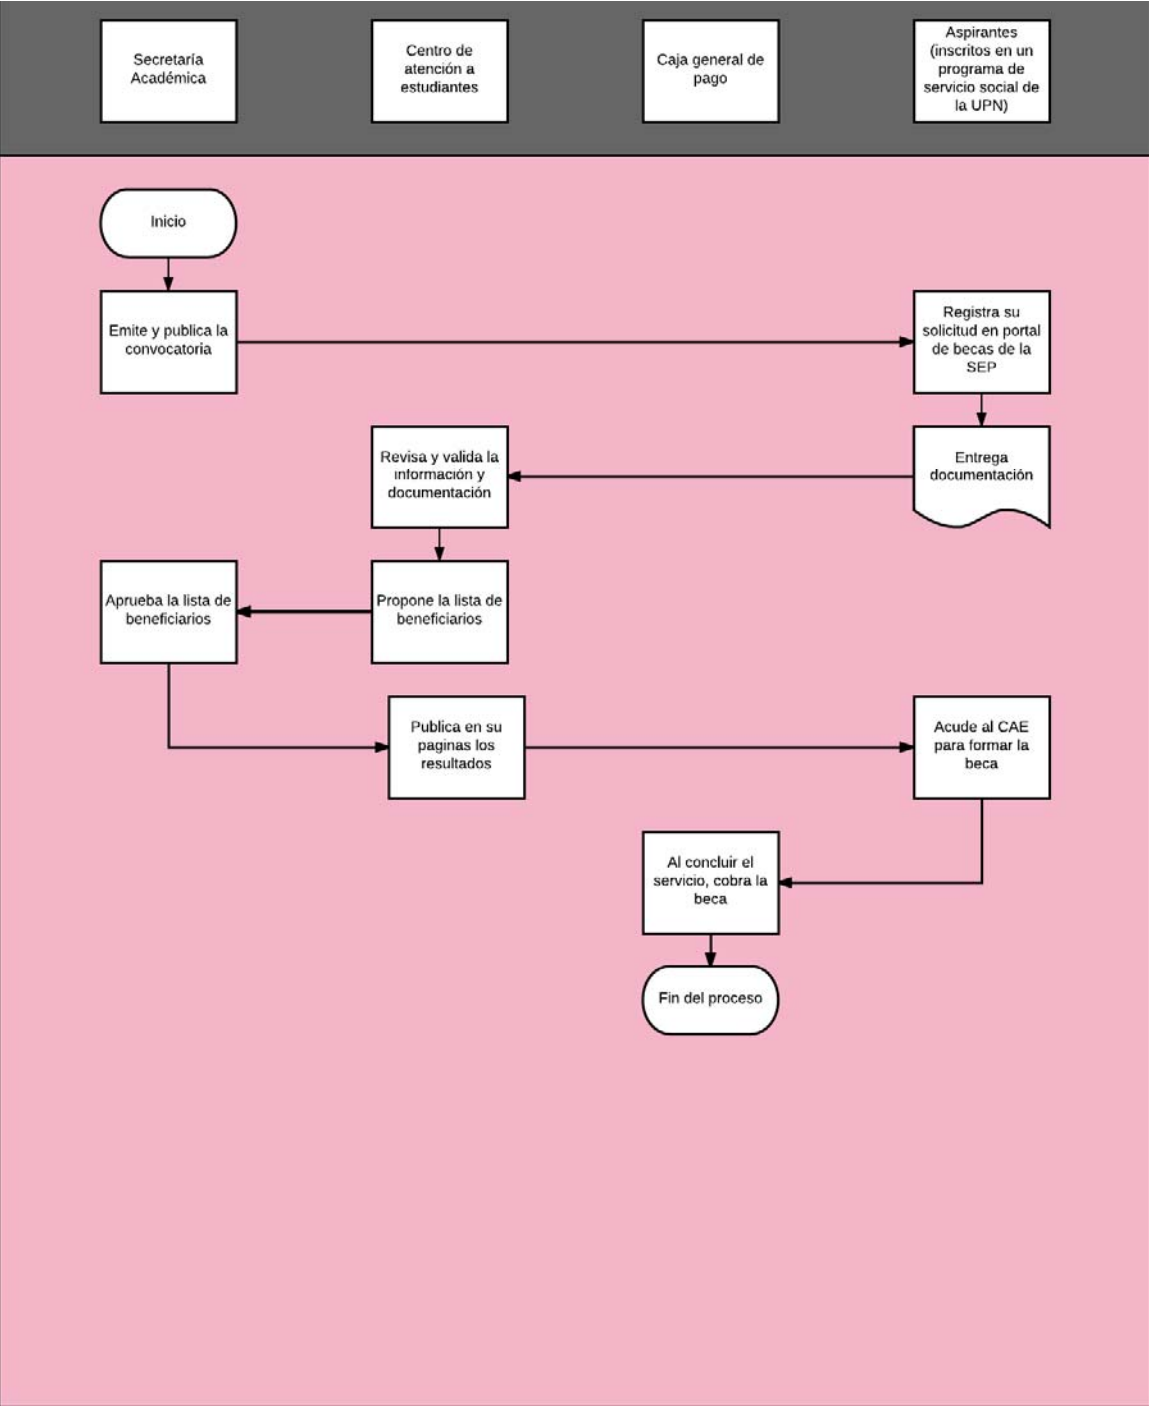 Secretaría
Académica
Centro de
atención a
estudiantes
Caja general de
pago
Aspirantes
(inscritos en un
programa de
servicio social de
la UPN)
Inicio
Emite y publica la
convocatoria
Registra su
solicitud en portal
de becas de la
SEP
Entrega
documentación
Revisa y valida la
información y
documentación
Propone la lista de
beneficiarios
Aprueba la lista de
beneficiarios
Publica en su
paginas los
resultados
Acude al CAE
para formar la
beca
Al concluir el
servicio, cobra la
beca
Fin del proceso